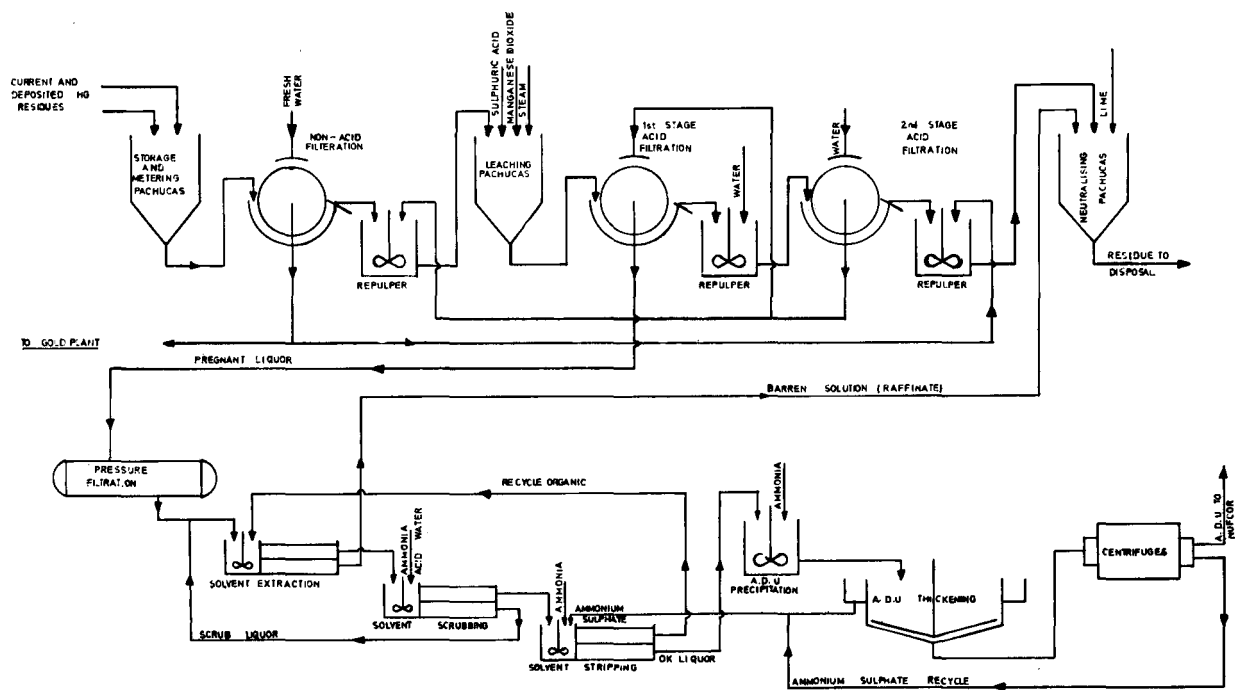 CURRENT AND
DEPOSITED HG
RESIDUES
STORAGE
AND
METERING
PACHUCAS
FRESH
WATER
NON-ACID
FILTERATION
REPULPER
SULPHURIC ACID
MANGANESE DIOXIDE
STEAM
LEACHING
PACHUCAS
1st STAGE
ACID
FILTRATION
WATER
REPULPER
WATER
2nd STAGE
ACID
FILTRATION
REPULPER
LIME
NEUTRALISING
PACHUCAS
RESIDUE TO
DISPOSAL
TO GOLD PLANT
PREGNANT LIQUOR
BARREN SOLUTION (RAFFINATE)
PRESSURE
FILTRATION
RECYCLE ORGANIC
SOLVENT EXTRACTION
AMMONIA
ACID WATER
SOLVENT SCRUBBING
SCRUB LIQUOR
AMMONIA
AMMONIUM
SULPHATE
SOLVENT STRIPPING
OK LIQUOR
AMMONIA
A.D.U
PRECIPITATION
A.D.U THICKENING
CENTRIFUGES
A.D.U TO
NUFCOR
AMMONIUM SULPHATE RECYCLE